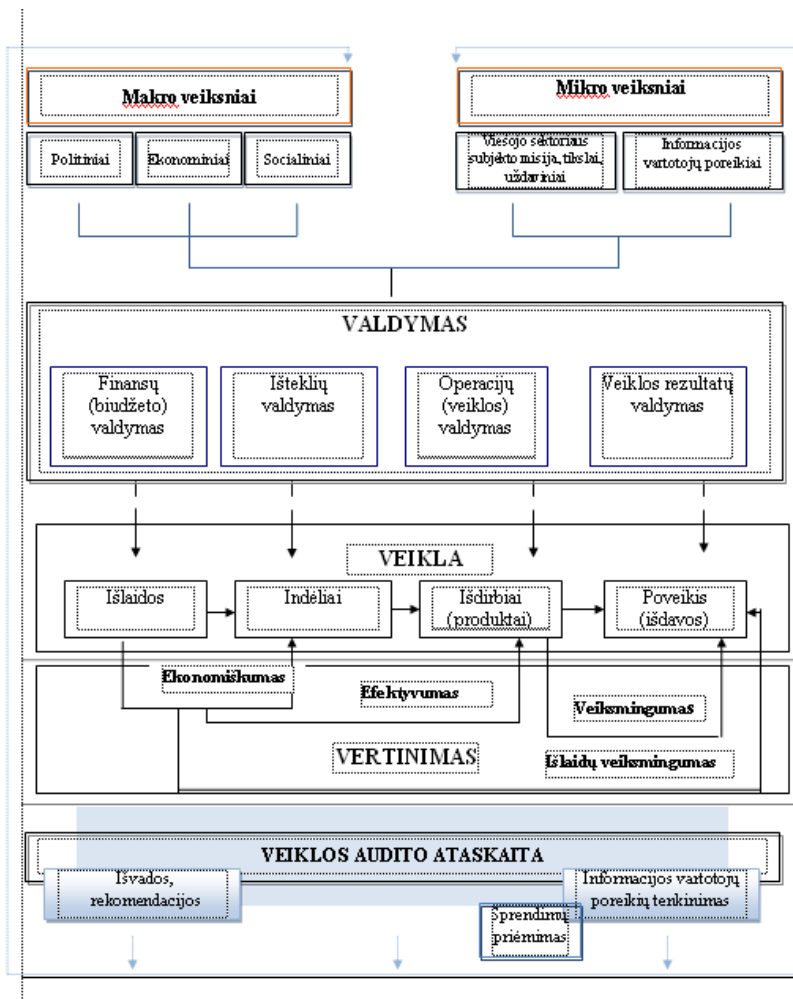 Makro veiksniai
Mikro veiksniai
Politiniai
Ekonominiai
Socialiniai
Viešojo sektoriaus
subjekto misija, tikslai,
uždaviniai
Informacijos
vartotojų poreikiai
VALDYMAS
Finansų
(biudžeto)
valdymas
Išteklių
valdymas
Operacijų
(veiklos)
valdymas
Veiklos rezultatų
valdymas
VEIKLA
Išlaidos
Indėliai
Išdirbiai
(produktai)
Poveikis
(išdavos)
Ekonomiškumas
Efektyvumas
Veiksmingumas
VERTINIMAS
Išlaidų veiksmingumas
VEIKLOS AUDITO ATASKAITA
Išvados,
rekomendacijos
Informacijos vartotojų
poreikių tenkinimas
Sprendimų
priėmimas